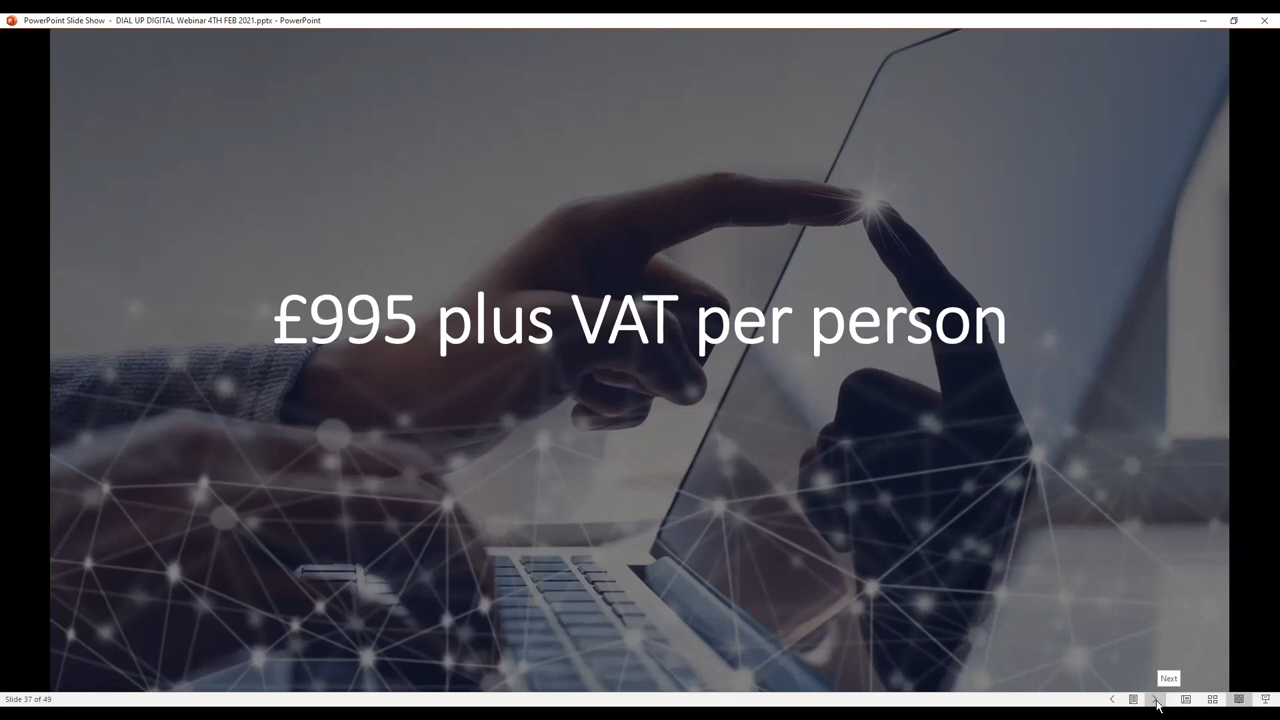 PowerPoint Slide Show - DIAL UP DIGITAL Webinar 4TH FEB 2021.pptx - PowerPoint
£995 plus VAT per person
Next
Slide 37 of 49